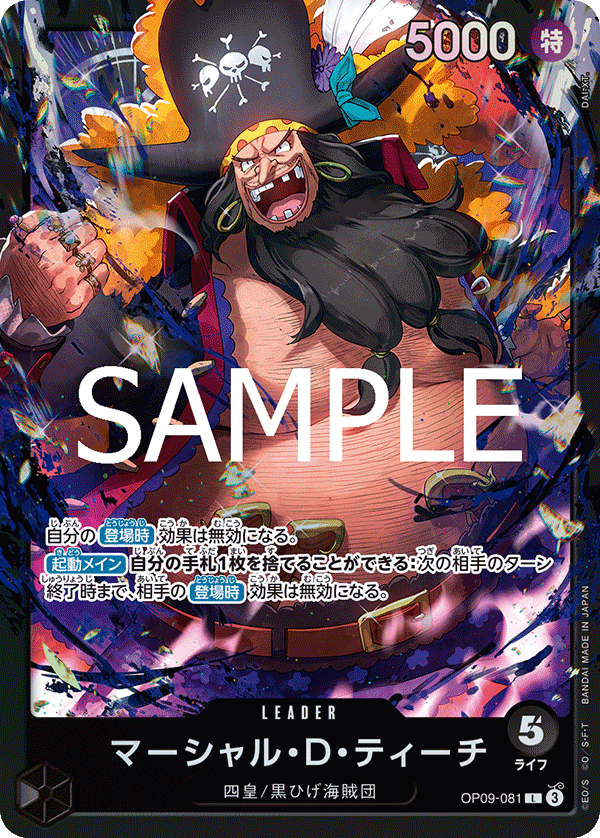 5000 特
SAMPLE
自分の 登場時 効果は無効になる。
起動メイン 自分の手札1枚を捨てることができる:次の相手のターン
終了時まで、相手の 登場時 効果は無効になる。
LEADER
マーシャル・D・ティーチ
5
ライフ
四皇/黒ひげ海賊団
OP09-081 L 3
©E.O/S ©O/S・F・T BANDAI MADE IN JAPAN